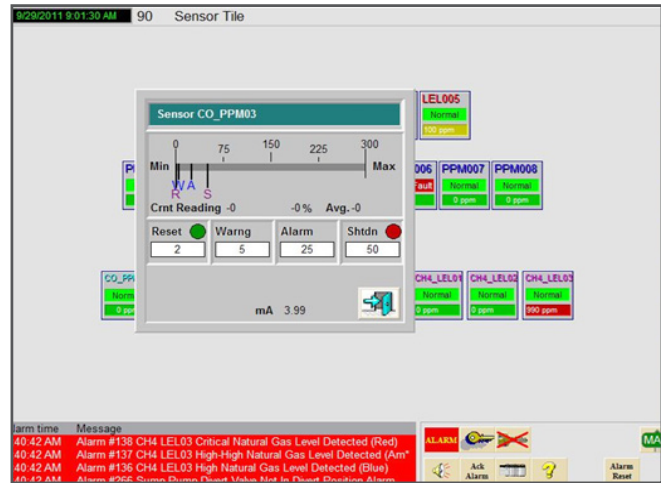 9/29/2011 9:01:30 AM 90 Sensor Tile
LEL005
Normal
100 ppm
Sensor CO_PPM03
0 75 150 225 300
Min Max
W A
R S
Crnt Reading -0 -0% Avg.-0
Reset Warng Alarm Shtdn
2 5 25 50
mA 3.99
006 PPM007 PPM008
Fault Normal Normal
0 ppm 0 ppm
CH4_LEL01 CH4_LEL02 CH4_LEL03
Normal Normal Normal
0 ppm 0 ppm 990 ppm
larm time Message
40:42 AM Alarm #138 CH4 LEL03 Critical Natural Gas Level Detected (Red)
40:42 AM Alarm #137 CH4 LEL03 High-High Natural Gas Level Detected (Am"
40:42 AM Alarm #136 CH4 LEL03 High Natural Gas Level Detected (Blue)
40:42 AM Alarm #266 Sump Pump Divert Valve Not In Divert Position Alarm
ALARM
MA
Ack
Alarm
Alarm
Reset